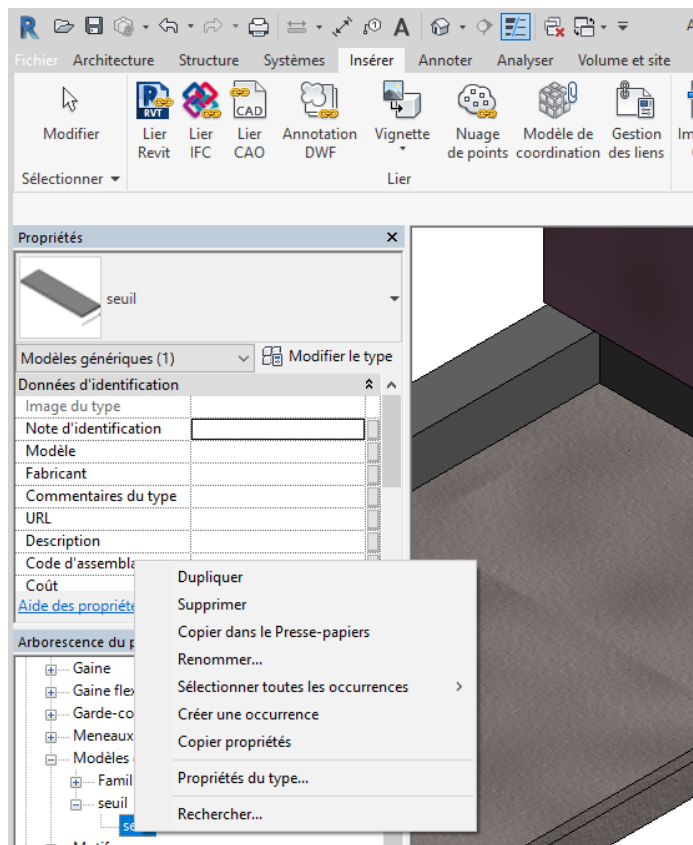 R A A
Fichier Architecture Structure Systèmes Insérer Annoter Analyser Volume et site
RVT CAD
Modifier Lier Lier Lier Annotation Vignette Nuage Modèle de Gestion
Revit IFC CAO DWF de points coordination des liens
Sélectionner Lier
Propriétés
seuil
Modèles génériques (1) Modifier le type
Données d'identification
Image du type
Note d'identification
Modèle
Fabricant
Commentaires du type
URL
Description
Code d'assembla
Coût
Aide des propriété
Arborescence du p
Gaine
Gaine flex
Garde-co
Meneaux
Modèles
Famil
seuil
se
Dupliquer
Supprimer
Copier dans le Presse-papiers
Renommer...
Sélectionner toutes les occurrences
Créer une occurrence
Copier propriétés
Propriétés du type...
Rechercher...